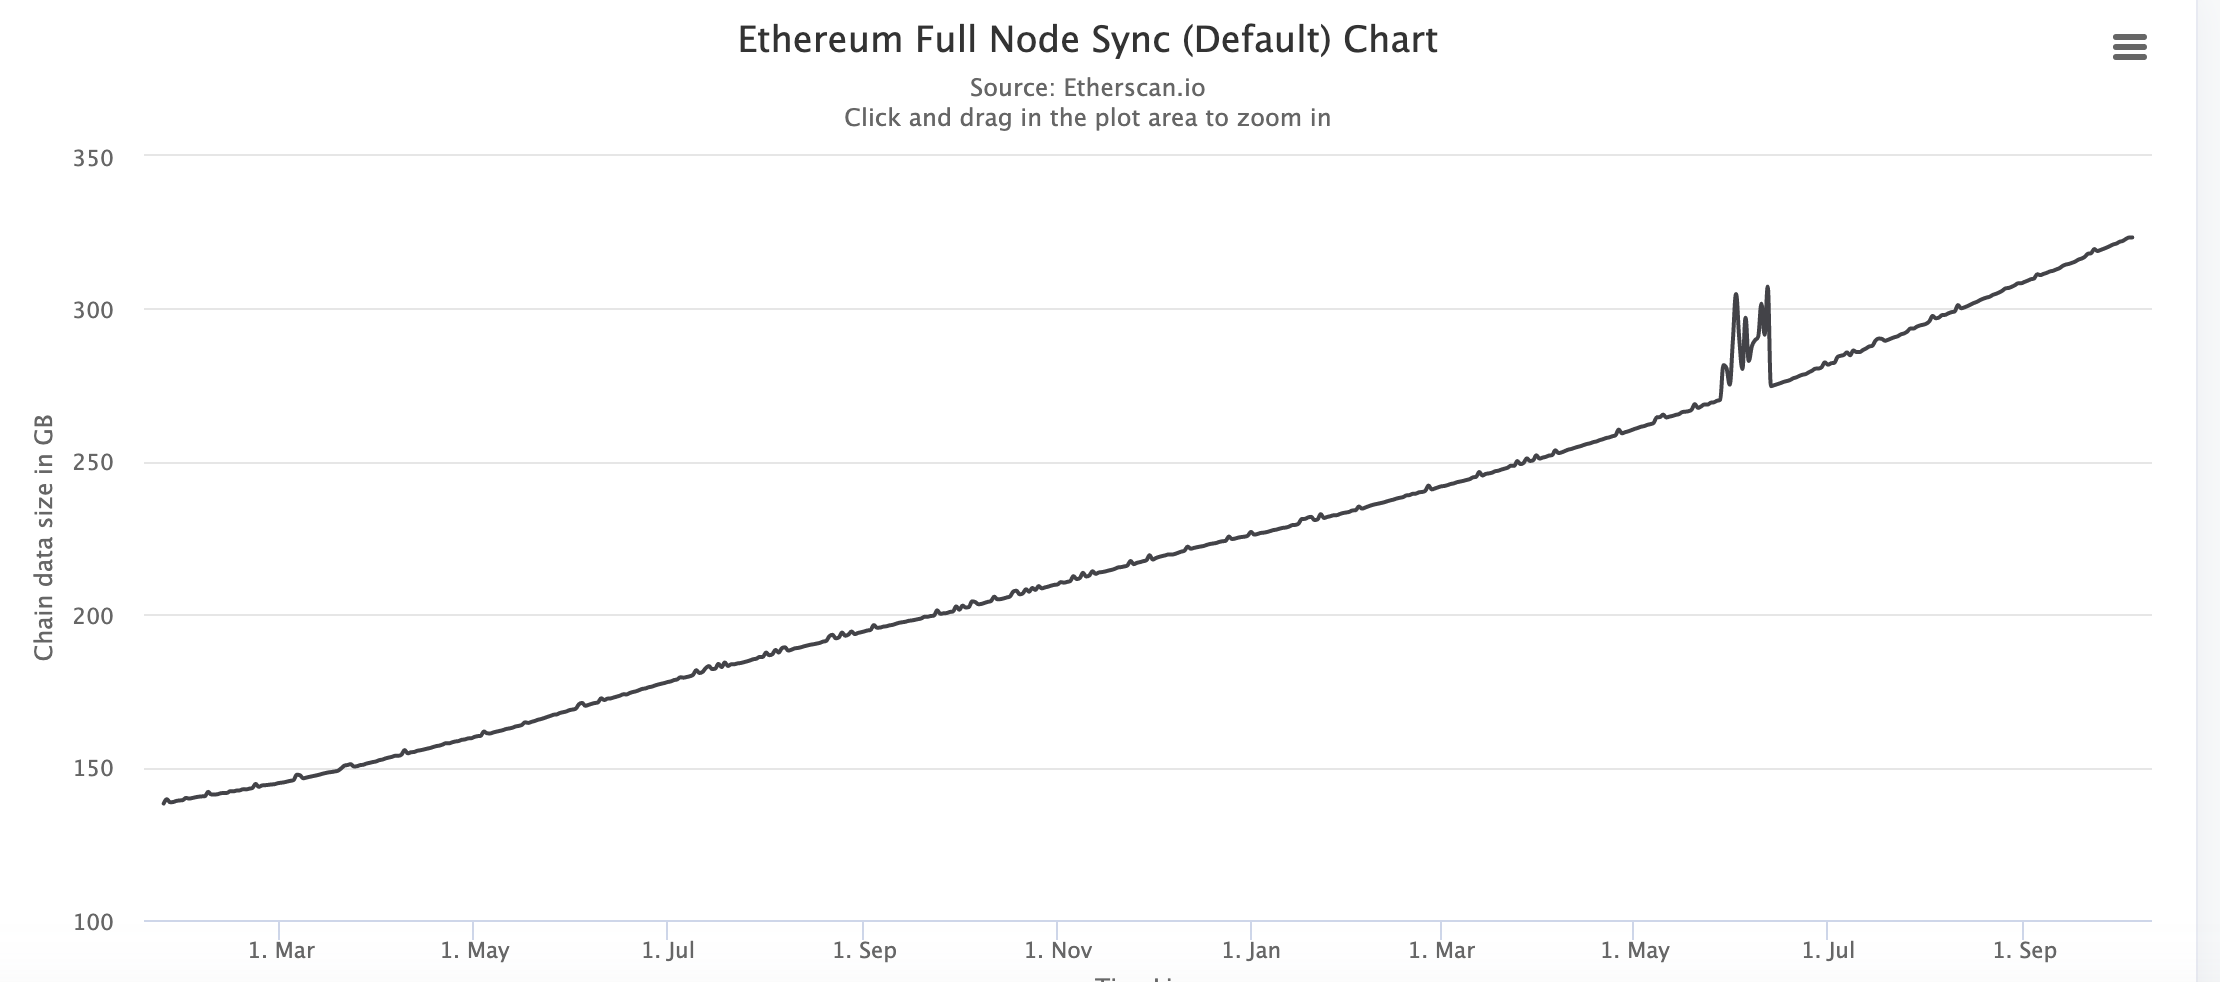 Ethereum Full Node Sync (Default) Chart
Source: Etherscan.io
Click and drag in the plot area to zoom in
350
300
250
200
150
100
Chain data size in GB
1. Mar
1. May
1. Jul
1. Sep
1. Nov
1. Jan
1. Mar
1. May
1. Jul
1. Sep